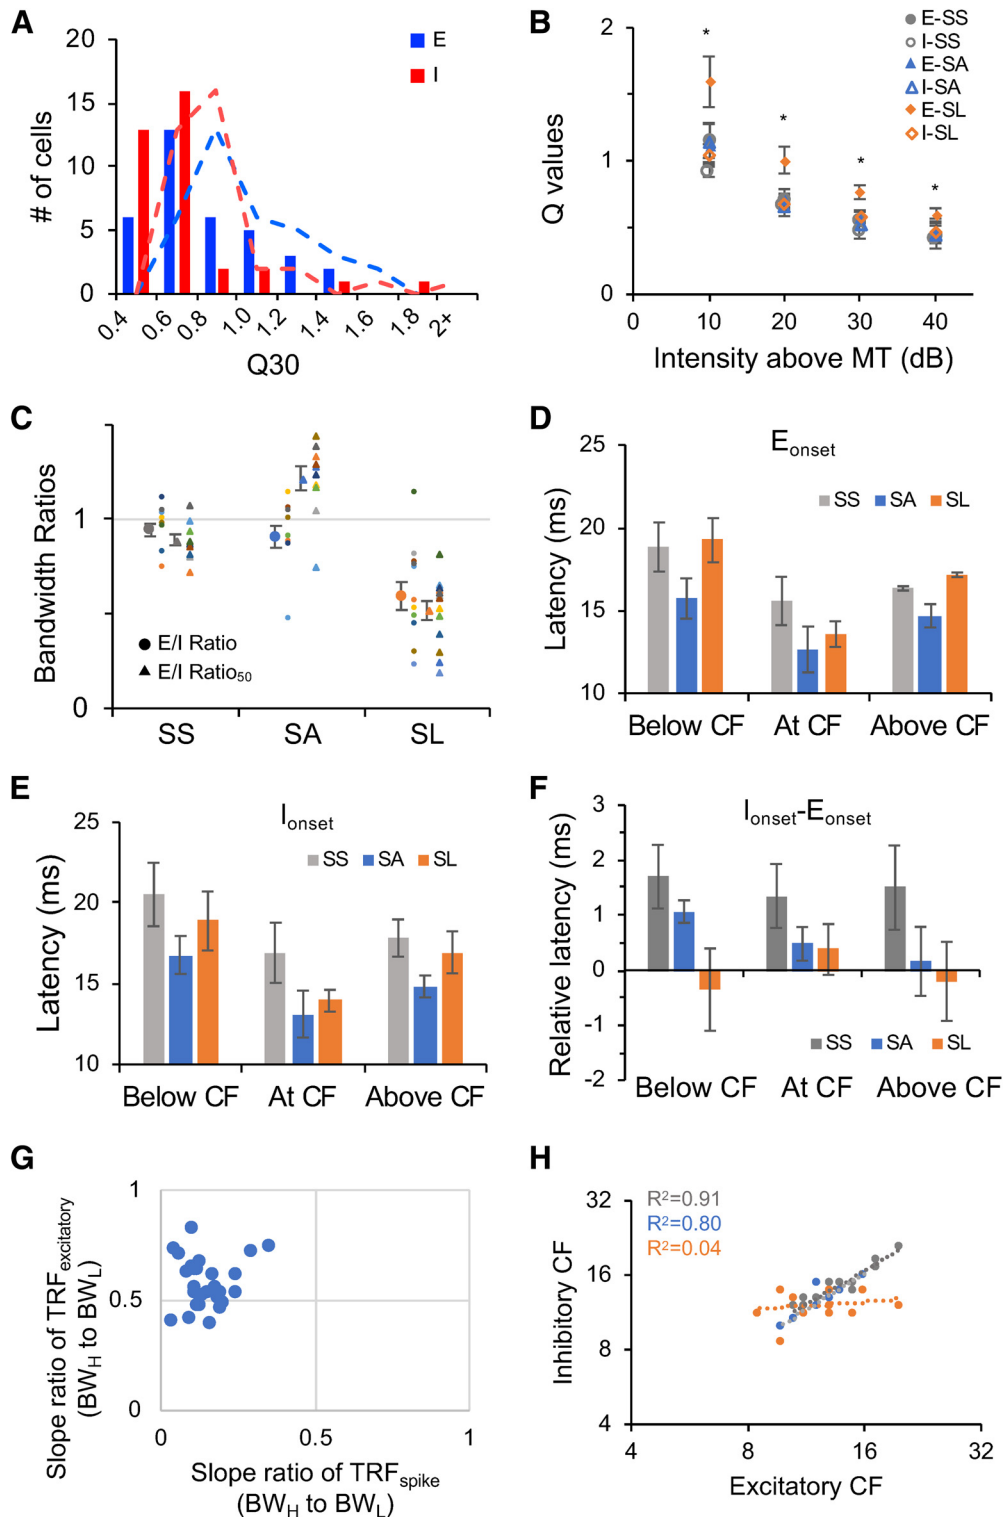 A
20
15
10
5
0
# of cells
E
I
0.4
0.6
0.8
1.0
1.2
1.4
1.6
1.8
2+
Q30
B
2
1
0
Q values
*
*
*
*
E-SS
I-SS
E-SA
I-SA
E-SL
I-SL
0
10
20
30
40
Intensity above MT (dB)
C
Bandwidth Ratios
1
0
E/I Ratio
E/I Ratio50
SS
SA
SL
D
Eonset
25
20
15
10
Latency (ms)
SS
SA
SL
Below CF
At CF
Above CF
E
Ionset
25
20
15
10
Latency (ms)
SS
SA
SL
Below CF
At CF
Above CF
F
Ionset-Eonset
3
2
1
0
-1
-2
Relative latency (ms)
SS
SA
SL
Below CF
At CF
Above CF
G
Slope ratio of TRFexcitatory
(BWH to BWL)
1
0.5
0
0
0.5
1
Slope ratio of TRFspike
(BWH to BWL)
H
R²=0.91
R²=0.80
R²=0.04
32
16
8
4
Inhibitory CF
4
8
16
32
Excitatory CF